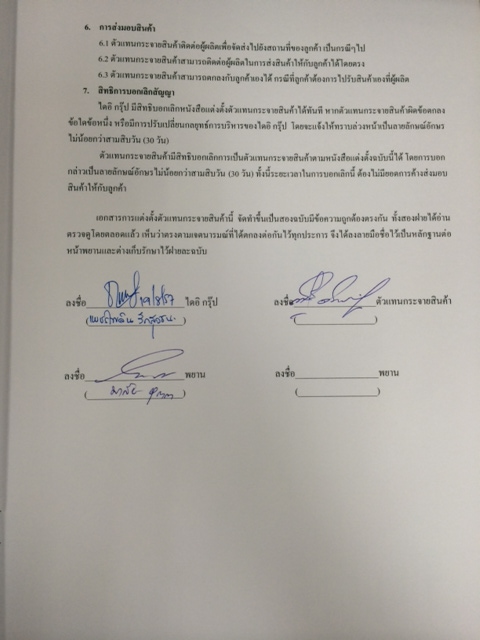 6. การส่งมอบสินค้า
6.1 ตัวแทนกระจายสินค้าติดต่อผู้ผลิตเพื่อจัดส่งไปยังสถานที่ของลูกค้า เป็นกรณีๆไป
6.2 ตัวแทนกระจายสินค้าสามารถติดต่อผู้ผลิตในการส่งสินค้าให้กับลูกค้าได้โดยตรง
6.3 ตัวแทนกระจายสินค้าสามารถตกลงกับลูกค้าเองได้ กรณีที่ลูกค้าต้องการไปรับสินค้าเองที่ผู้ผลิต
7. สิทธิการบอกเลิกสัญญา
ไดอิ กรุ๊ป มีสิทธิบอกเลิกหนังสือแต่งตั้งตัวแทนกระจายสินค้าได้ทันที หากตัวแทนกระจายสินค้าผิดข้อตกลง
ข้อใดข้อหนึ่ง หรือมีการปรับเปลี่ยนกลยุทธ์การบริหารของไดอิ กรุ๊ป โดยจะแจ้งให้ทราบล่วงหน้าเป็นลายลักษณ์อักษร
ไม่น้อยกว่าสามสิบวัน (30 วัน)
ตัวแทนกระจายสินค้ามีสิทธิบอกเลิกการเป็นตัวแทนกระจายสินค้าตามหนังสือแต่งตั้งฉบับนี้ได้ โดยการบอก
กล่าวเป็นลายลักษณ์อักษร ไม่น้อยกว่าสามสิบวัน (30 วัน) ทั้งนี้ระยะเวลาในการบอกเลิกนี้ ต้องไม่มียอดการค้างส่งมอบ
สินค้าให้กับลูกค้า
เอกสารการแต่งตั้งตัวแทนกระจายสินค้านี้ จัดทำขึ้นเป็นสองฉบับมีข้อความถูกต้องตรงกัน ทั้งสองฝ่ายได้อ่าน
ตรวจดูโดยตลอดแล้ว เห็นว่าตรงตามเจตนารมณ์ที่ได้ตกลงต่อกันไว้ทุกประการ จึงได้ลงลายมือชื่อไว้เป็นหลักฐานต่อ
หน้าพยานและต่างเก็บรักษาไว้ฝ่ายละฉบับ
ลงชื่อ ไดอิ กรุ๊ป ลงชื่อ ตัวแทนกระจายสินค้า
ลงชื่อ พยาน ลงชื่อ พยาน